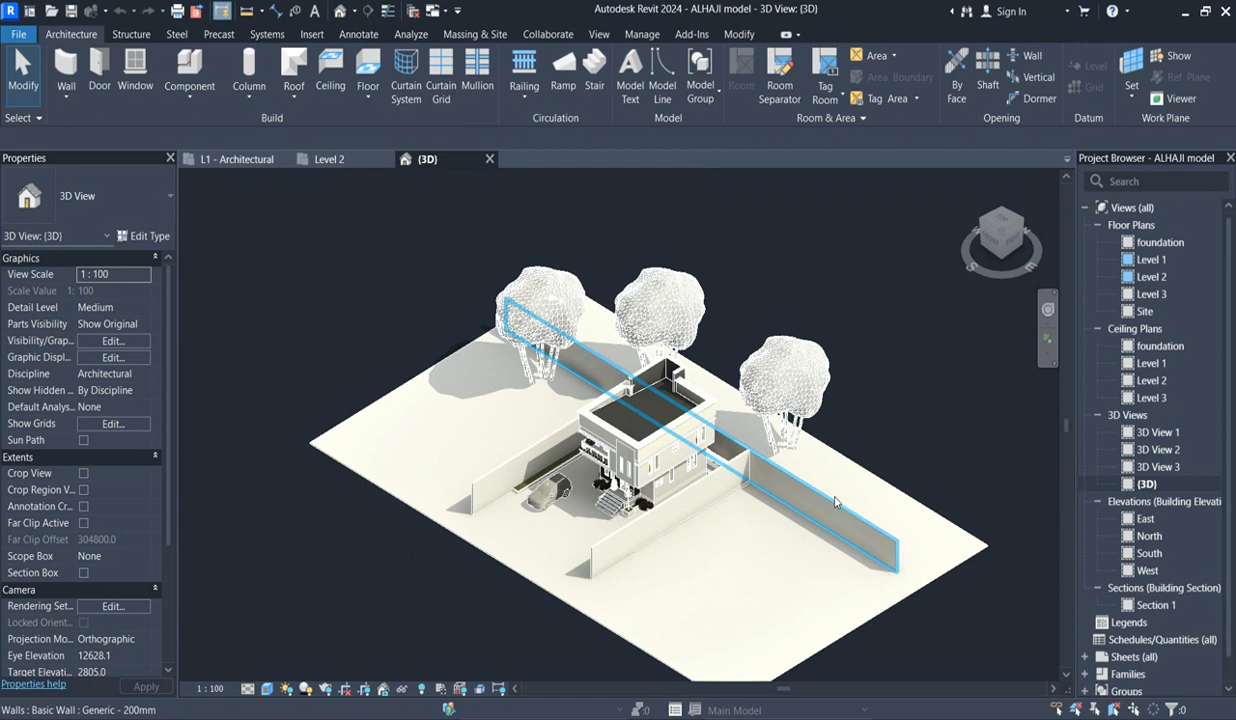 Autodesk Revit 2024 - ALHAJI model - 3D View: {3D}
Sign In
File Architecture Structure Steel Precast Systems Insert Annotate Analyze Massing & Site Collaborate View Manage Add-Ins Modify
Modify
Wall
Door
Window
Component
Column
Roof
Ceiling
Floor
Curtain System
Curtain Grid
Mullion
Railing
Ramp
Stair
Model Text
Model Line
Model Group
Room
Room Separator
Tag Room
Area
Area Boundary
Tag Area
By Face
Shaft
Wall
Vertical
Dormer
Level
Grid
Set
Show
Ref Plane
Viewer
Select
Build
Circulation
Model
Room & Area
Opening
Datum
Work Plane
Properties
L1 - Architectural
Level 2
{3D}
Project Browser - ALHAJI model
3D View
3D View: {3D}
Edit Type
Graphics
View Scale 1 : 100
Scale Value 1: 100
Detail Level Medium
Parts Visibility Show Original
Visibility/Grap... Edit...
Graphic Displ... Edit...
Discipline Architectural
Show Hidden ... By Discipline
Default Analys... None
Show Grids Edit...
Sun Path
Extents
Crop View
Crop Region V...
Annotation Cr...
Far Clip Active
Far Clip Offset 304800.0
Scope Box None
Section Box
Camera
Rendering Set... Edit...
Locked Orient...
Projection Mo... Orthographic
Eye Elevation 12628.1
Target Elevati... 2805.0
Properties help
Apply
Search
Views (all)
Floor Plans
foundation
Level 1
Level 2
Level 3
Site
Ceiling Plans
foundation
Level 1
Level 2
Level 3
3D Views
3D View 1
3D View 2
3D View 3
{3D}
Elevations (Building Elevati
East
North
South
West
Sections (Building Section)
Section 1
Legends
Schedules/Quantities (all)
Sheets (all)
Families
Groups
1 : 100
Walls : Basic Wall : Generic - 200mm
:0
Main Model
:0